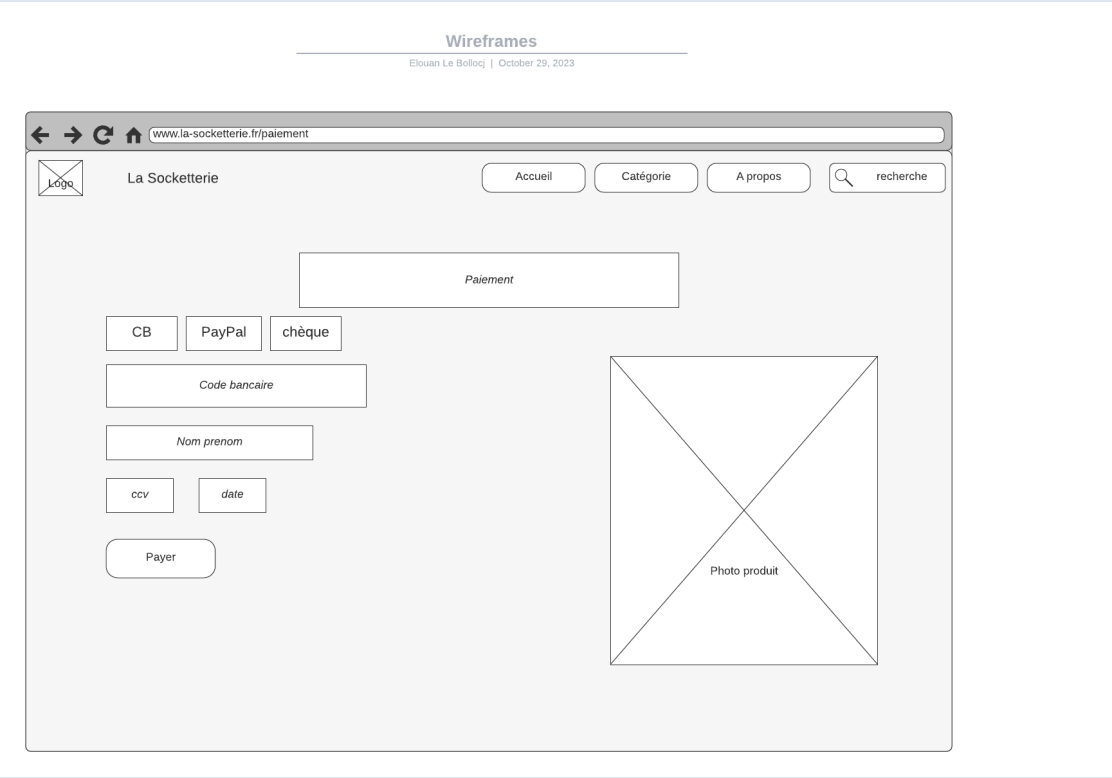 Wireframes
Elouan Le Bollocj | October 29, 2023
www.la-socketterie.fr/paiement
Logo
La Socketterie
Accueil
Catégorie
A propos
recherche
Paiement
CB
PayPal
chèque
Code bancaire
Nom prenom
ccv
date
Payer
Photo produit